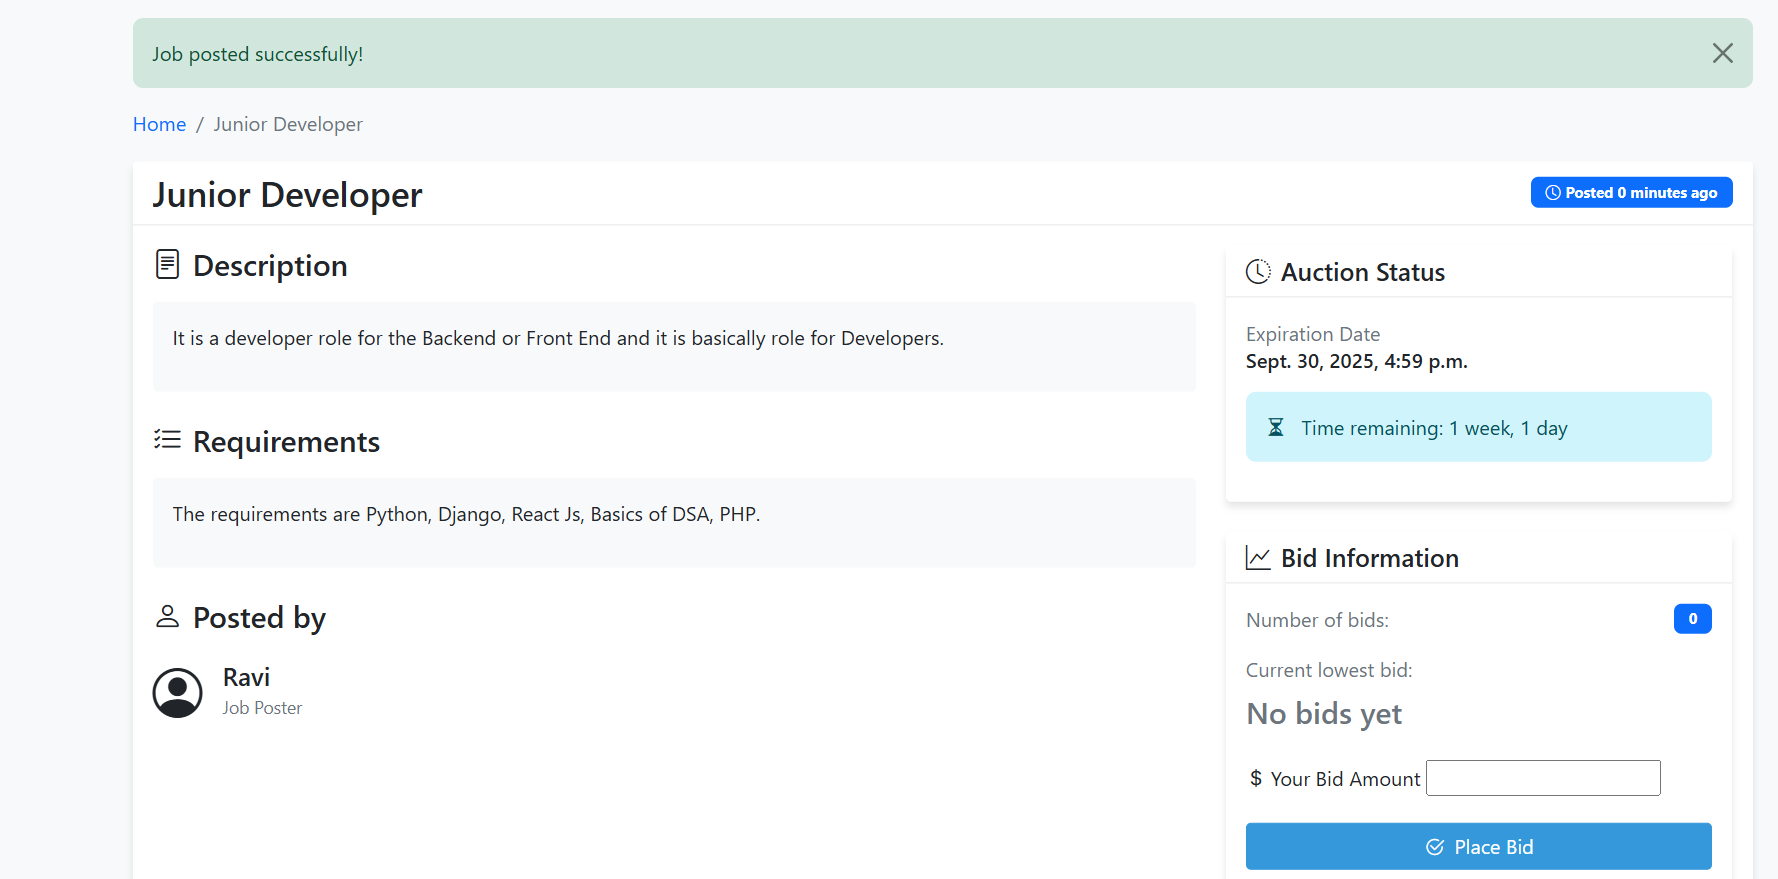 Job posted successfully!
Home / Junior Developer
Junior Developer
Posted 0 minutes ago
Description
It is a developer role for the Backend or Front End and it is basically role for Developers.
Requirements
The requirements are Python, Django, React Js, Basics of DSA, PHP.
Posted by
Ravi
Job Poster
Auction Status
Expiration Date
Sept. 30, 2025, 4:59 p.m.
Time remaining: 1 week, 1 day
Bid Information
Number of bids: 0
Current lowest bid:
No bids yet
$ Your Bid Amount
Place Bid